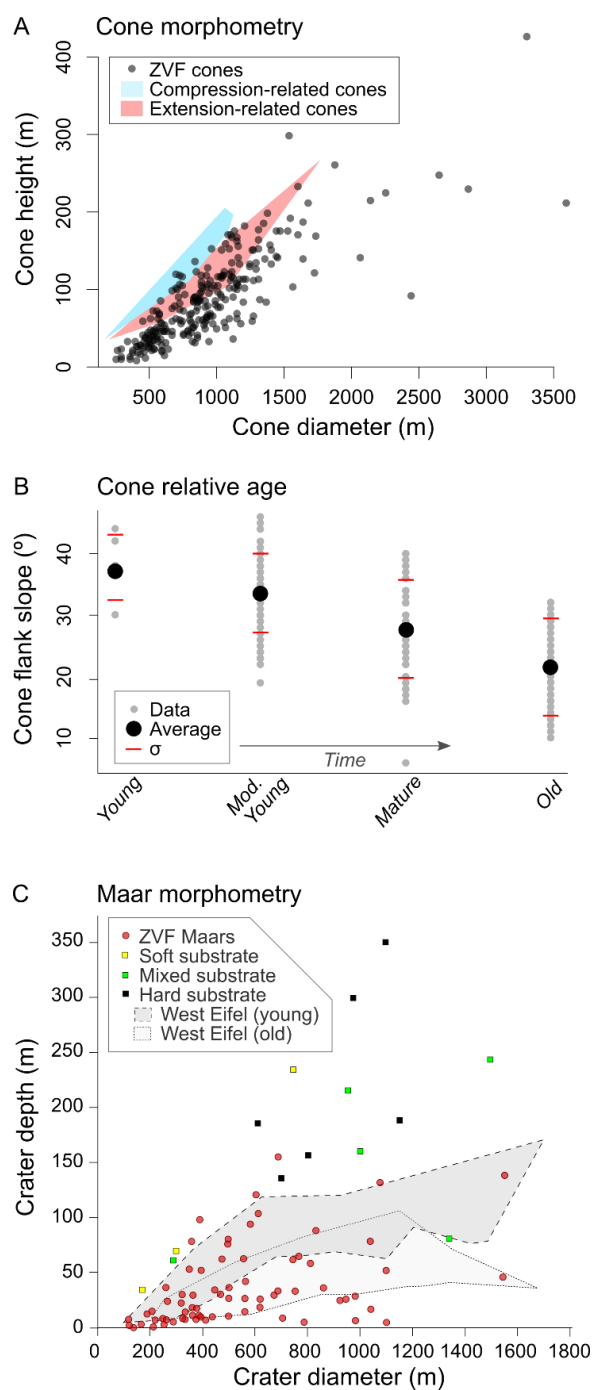 A Cone morphometry
ZVF cones
Compression-related cones
Extension-related cones
Cone height (m)
400
300
200
100
0
500 1000 1500 2000 2500 3000 3500
Cone diameter (m)
B Cone relative age
Cone flank slope (º)
40
30
20
10
Data
Average
σ
Time
Young Mod. Young Mature Old
C Maar morphometry
ZVF Maars
Soft substrate
Mixed substrate
Hard substrate
West Eifel (young)
West Eifel (old)
Crater depth (m)
350
300
250
200
150
100
50
0
0 200 400 600 800 1000 1200 1400 1600 1800
Crater diameter (m)